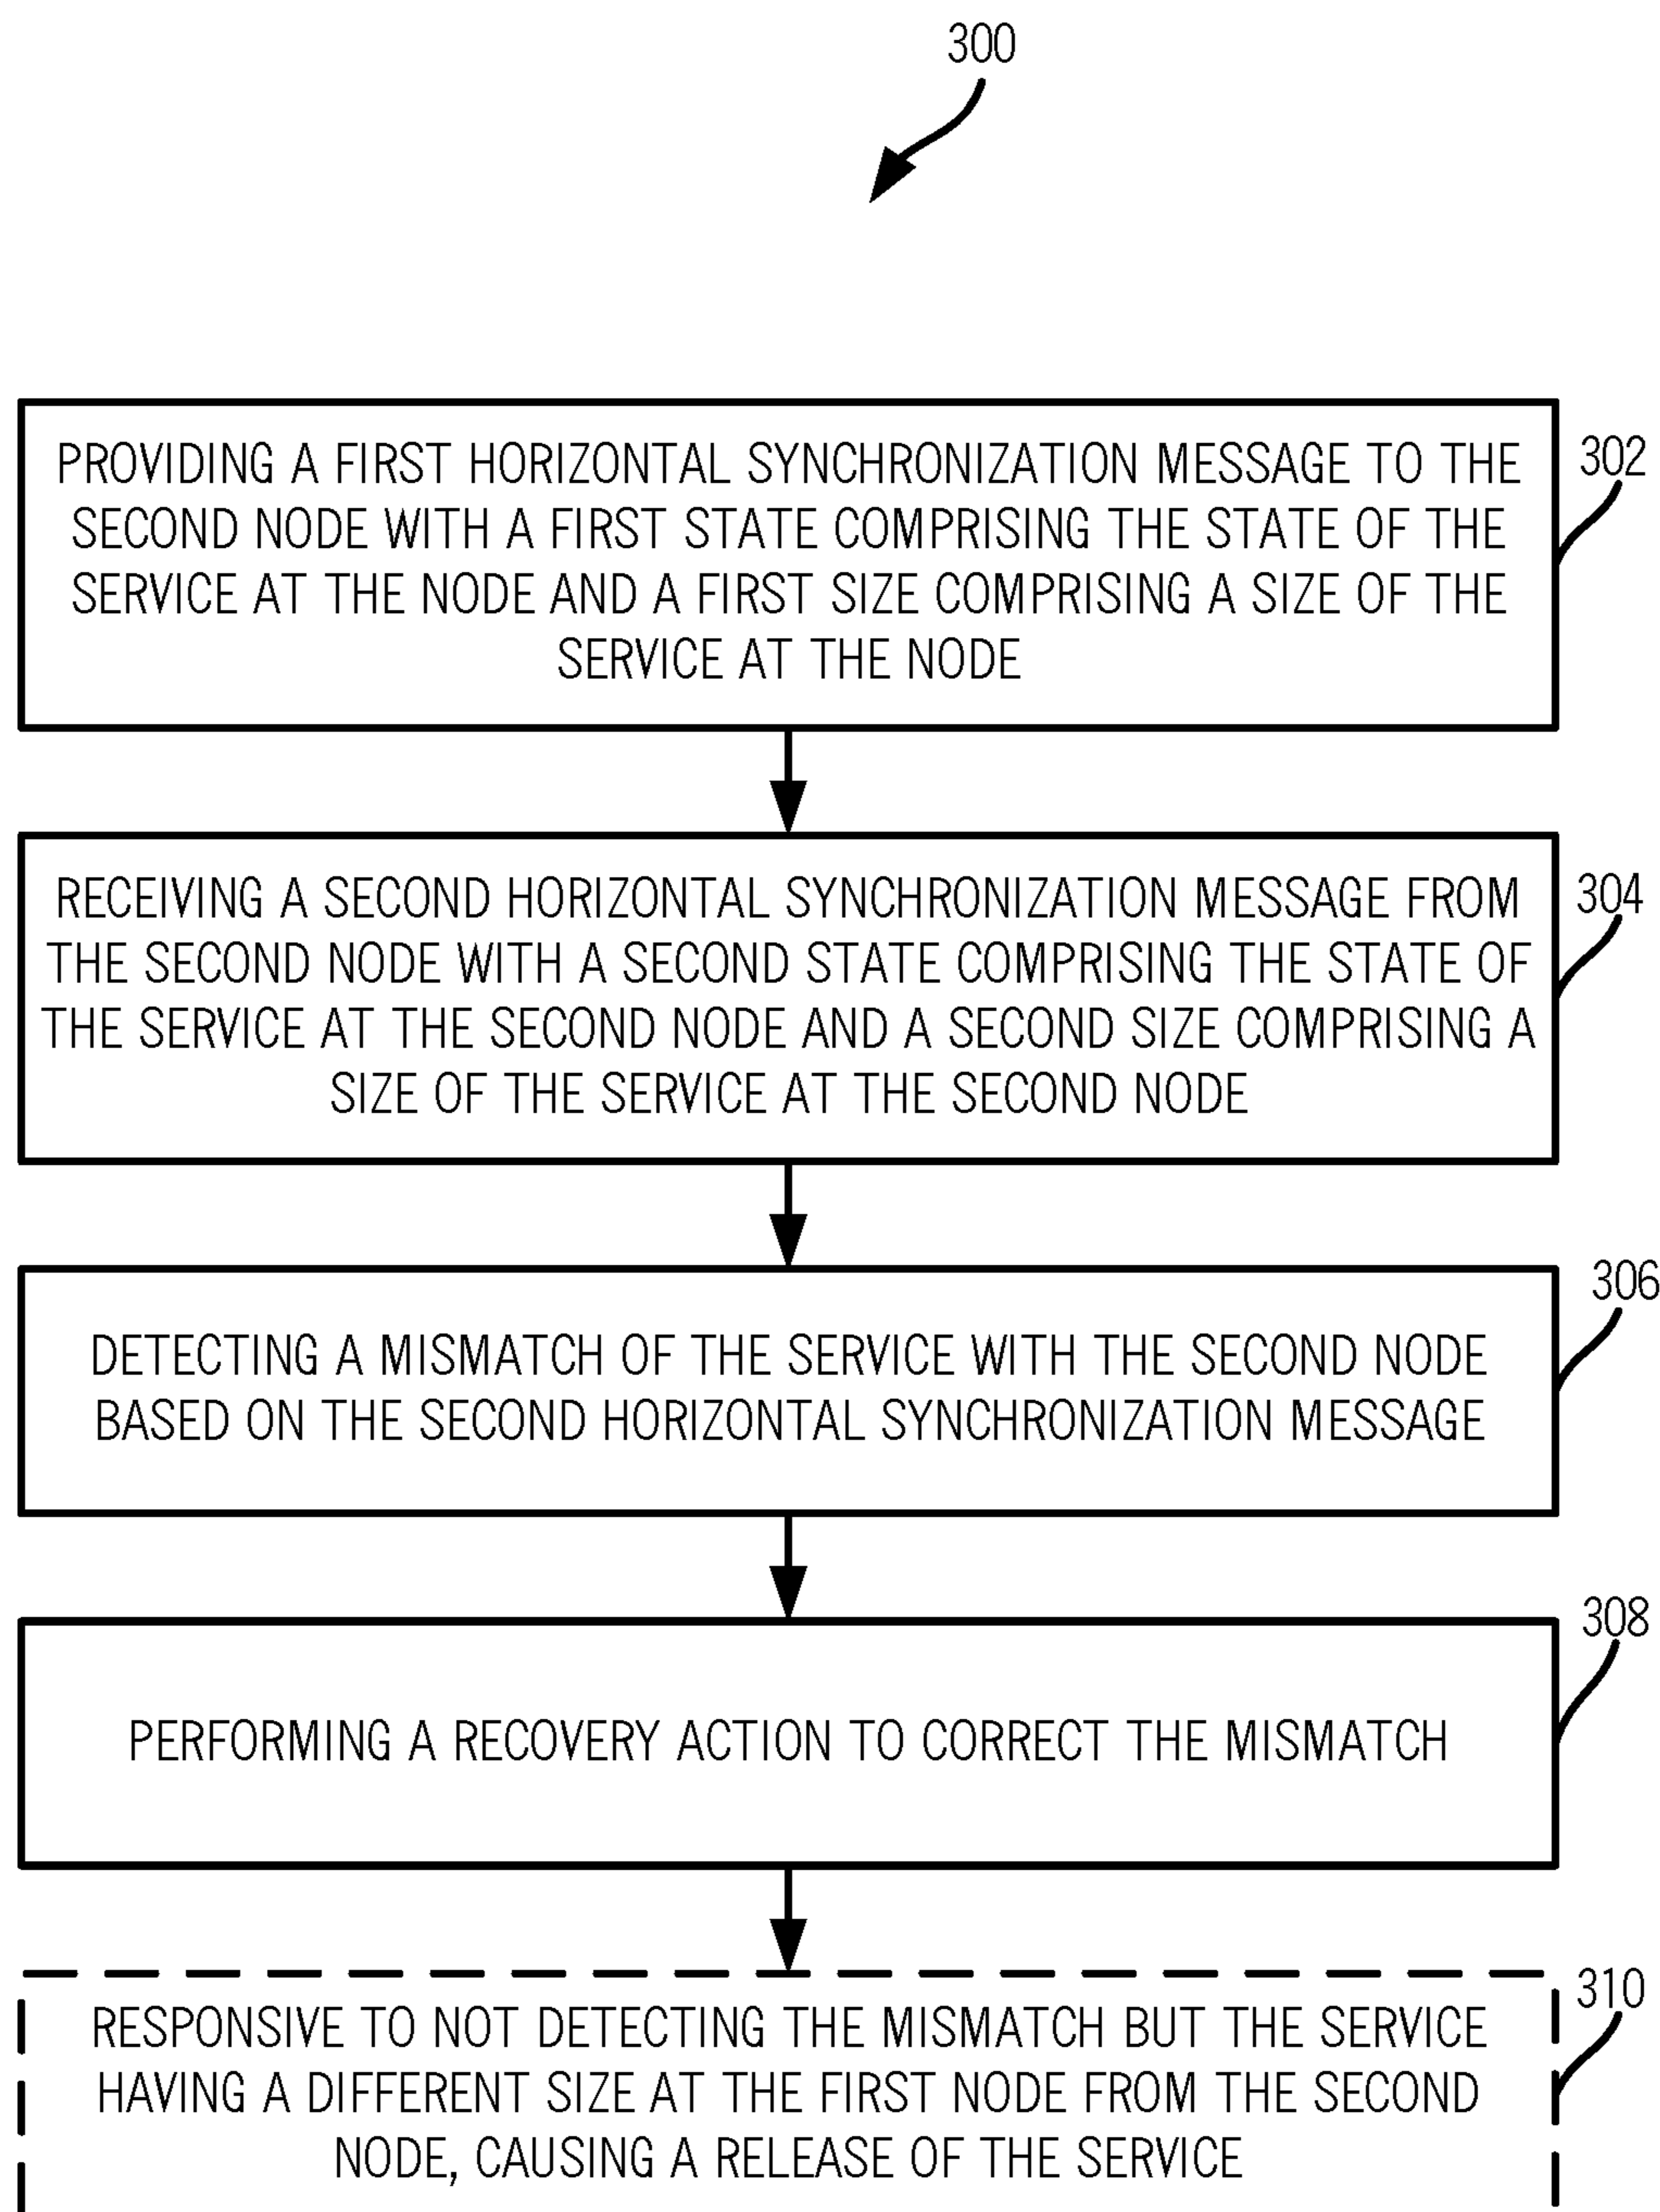 300
PROVIDING A FIRST HORIZONTAL SYNCHRONIZATION MESSAGE TO THE
SECOND NODE WITH A FIRST STATE COMPRISING THE STATE OF THE
SERVICE AT THE NODE AND A FIRST SIZE COMPRISING A SIZE OF THE
SERVICE AT THE NODE
302
RECEIVING A SECOND HORIZONTAL SYNCHRONIZATION MESSAGE FROM
THE SECOND NODE WITH A SECOND STATE COMPRISING THE STATE OF
THE SERVICE AT THE SECOND NODE AND A SECOND SIZE COMPRISING A
SIZE OF THE SERVICE AT THE SECOND NODE
304
DETECTING A MISMATCH OF THE SERVICE WITH THE SECOND NODE
BASED ON THE SECOND HORIZONTAL SYNCHRONIZATION MESSAGE
306
PERFORMING A RECOVERY ACTION TO CORRECT THE MISMATCH
308
RESPONSIVE TO NOT DETECTING THE MISMATCH BUT THE SERVICE
HAVING A DIFFERENT SIZE AT THE FIRST NODE FROM THE SECOND
NODE, CAUSING A RELEASE OF THE SERVICE
310